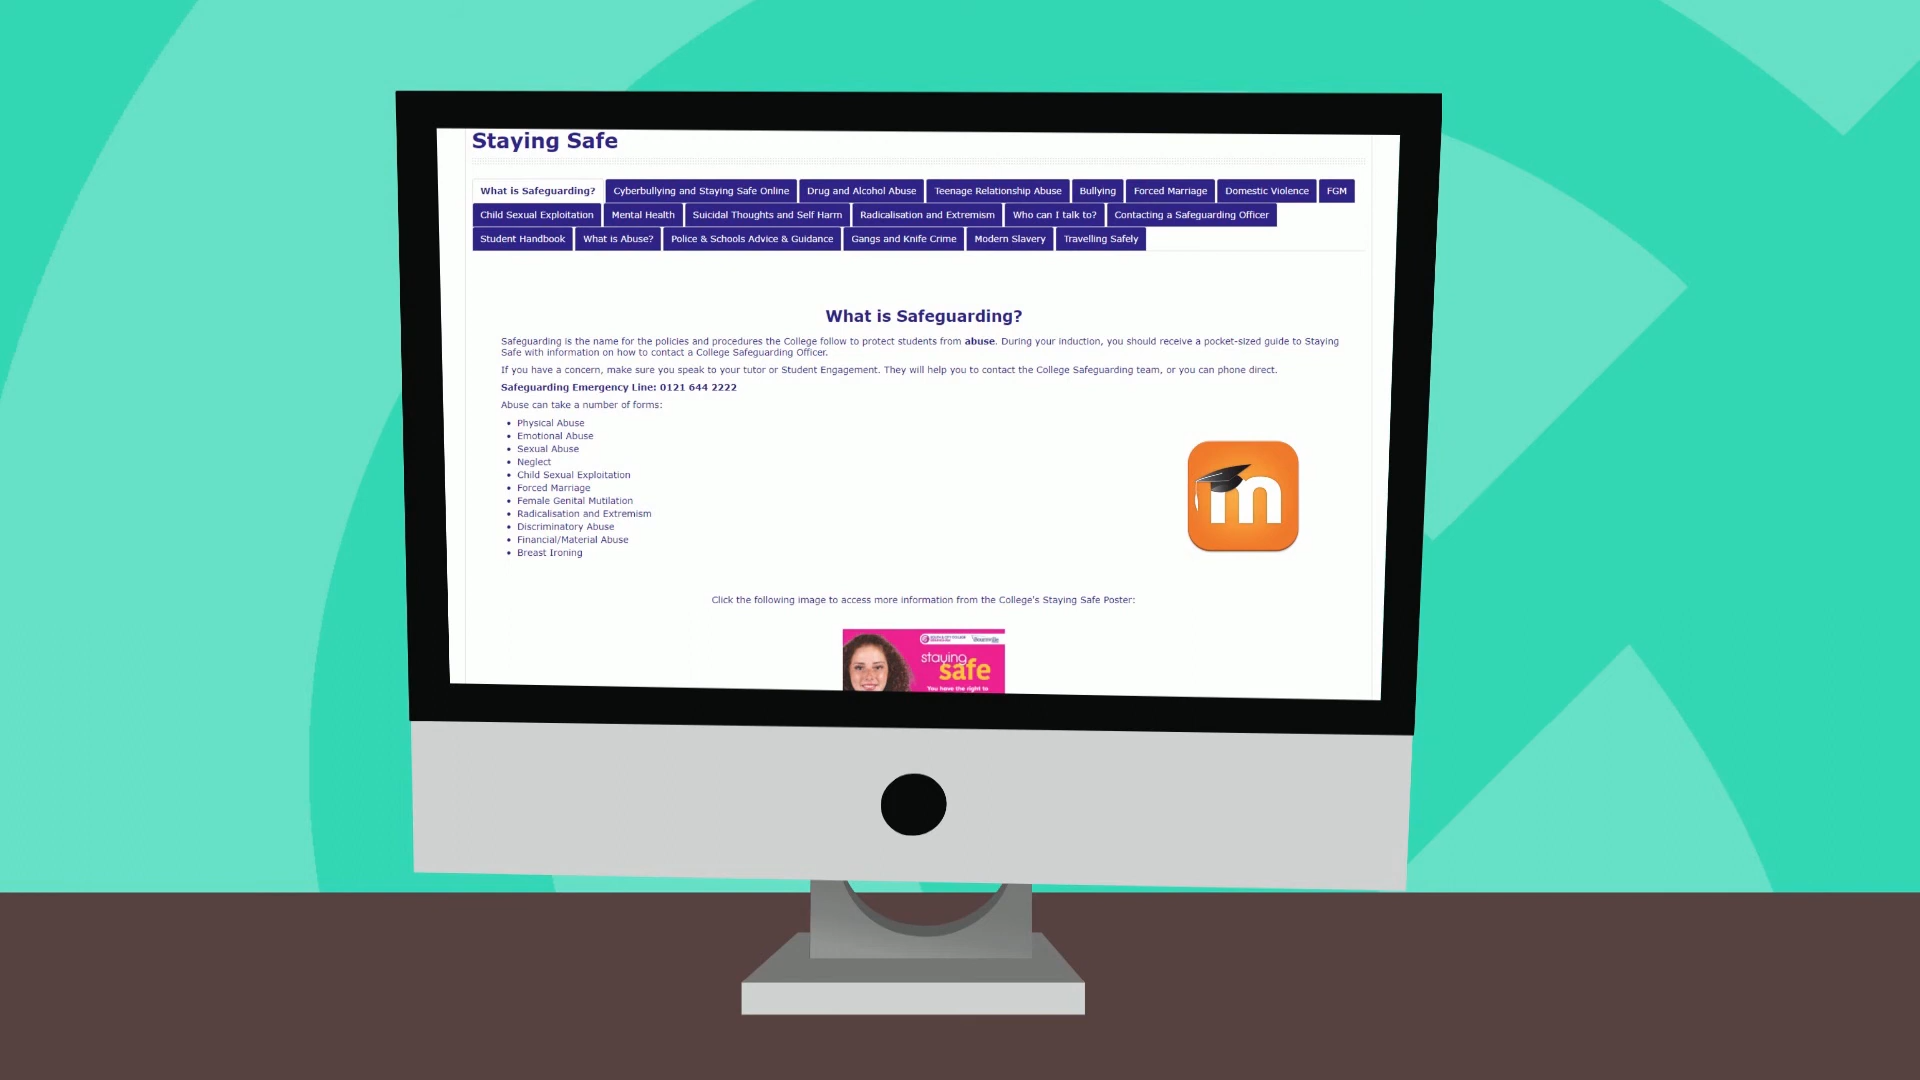 Staying Safe
What is Safeguarding? Cyberbullying and Staying Safe Online Drug and Alcohol Abuse Teenage Relationship Abuse Bullying Forced Marriage Domestic Violence FGM
Child Sexual Exploitation Mental Health Suicidal Thoughts and Self Harm Radicalisation and Extremism Who can I talk to? Contacting a Safeguarding Officer
Student Handbook What is Abuse? Police & Schools Advice & Guidance Gangs and Knife Crime Modern Slavery Travelling Safely
What is Safeguarding?
Safeguarding is the name for the policies and procedures the College follow to protect students from abuse. During your induction, you should receive a pocket-sized guide to Staying
Safe with information on how to contact a College Safeguarding Officer.
If you have a concern, make sure you speak to your tutor or Student Engagement. They will help you to contact the College Safeguarding team, or you can phone direct.
Safeguarding Emergency Line: 0121 644 2222
Abuse can take a number of forms:
Physical Abuse
Emotional Abuse
Sexual Abuse
Neglect
Child Sexual Exploitation
Forced Marriage
Female Genital Mutilation
Radicalisation and Extremism
Discriminatory Abuse
Financial/Material Abuse
Breast Ironing
m
Click the following image to access more information from the College's Staying Safe Poster:
staying
safe
You have the right to